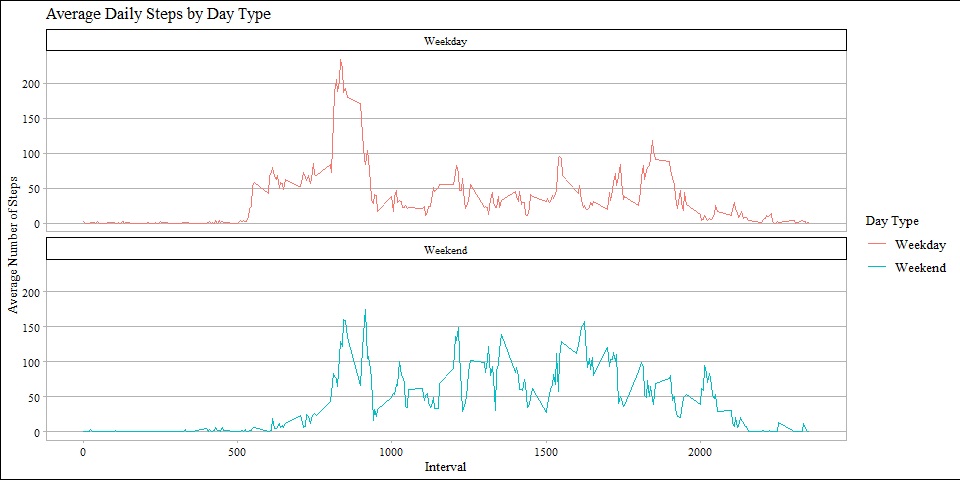 Average Daily Steps by Day Type
Weekday
200
150
100
50
0
Weekend
200
150
100
50
0
Average Number of Steps
0 500 1000 1500 2000
Interval
Day Type
Weekday
Weekend